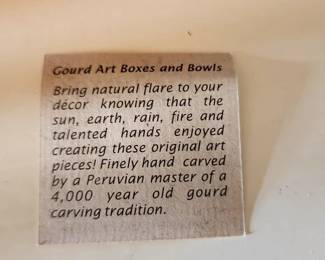 Gourd Art Boxes and Bowls
Bring natural flare to your
décor knowing that the
sun, earth, rain, fire and
talented hands enjoyed
creating these original art
pieces! Finely hand carved
by a Peruvian master of a
4,000 year old gourd
carving tradition.